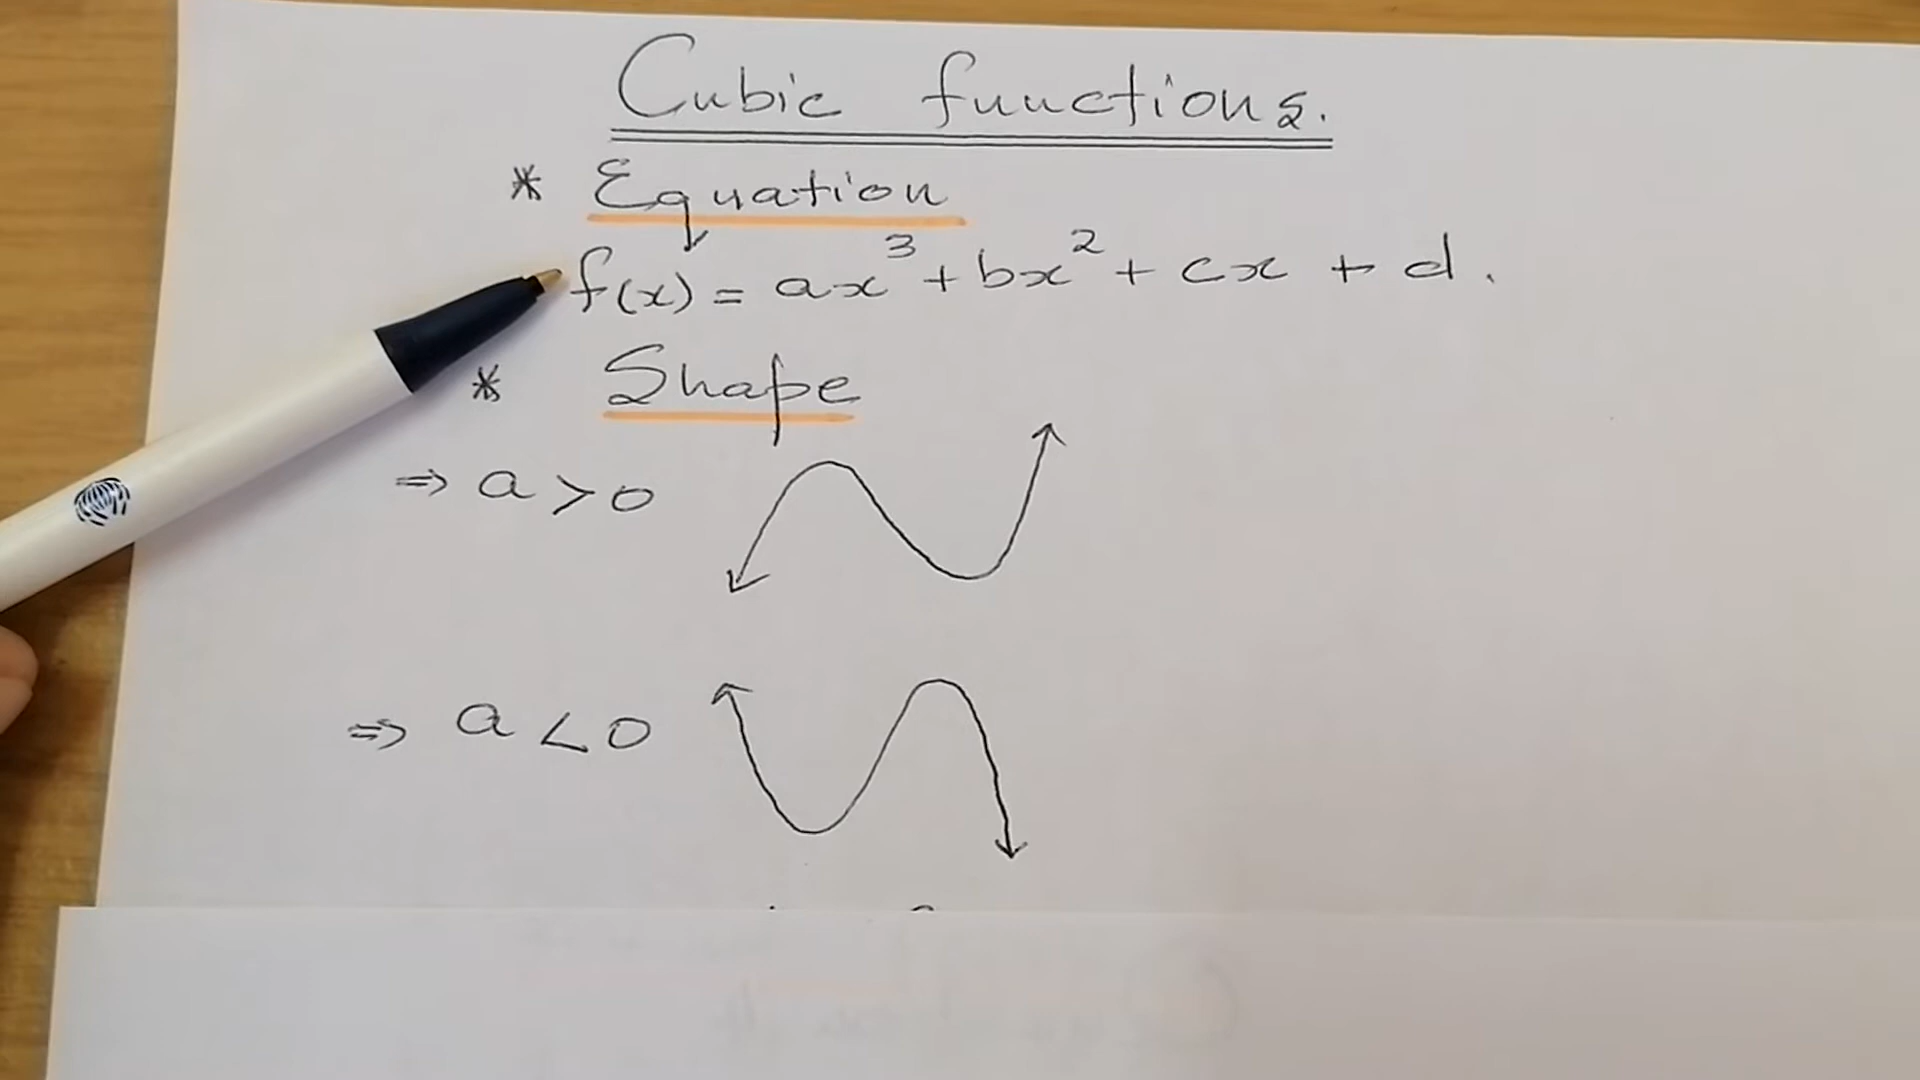 Cubic functions.
* Equation
f(x) = ax³ + bx² + cx + d.
* Shape
⇒ a > 0
⇒ a < 0